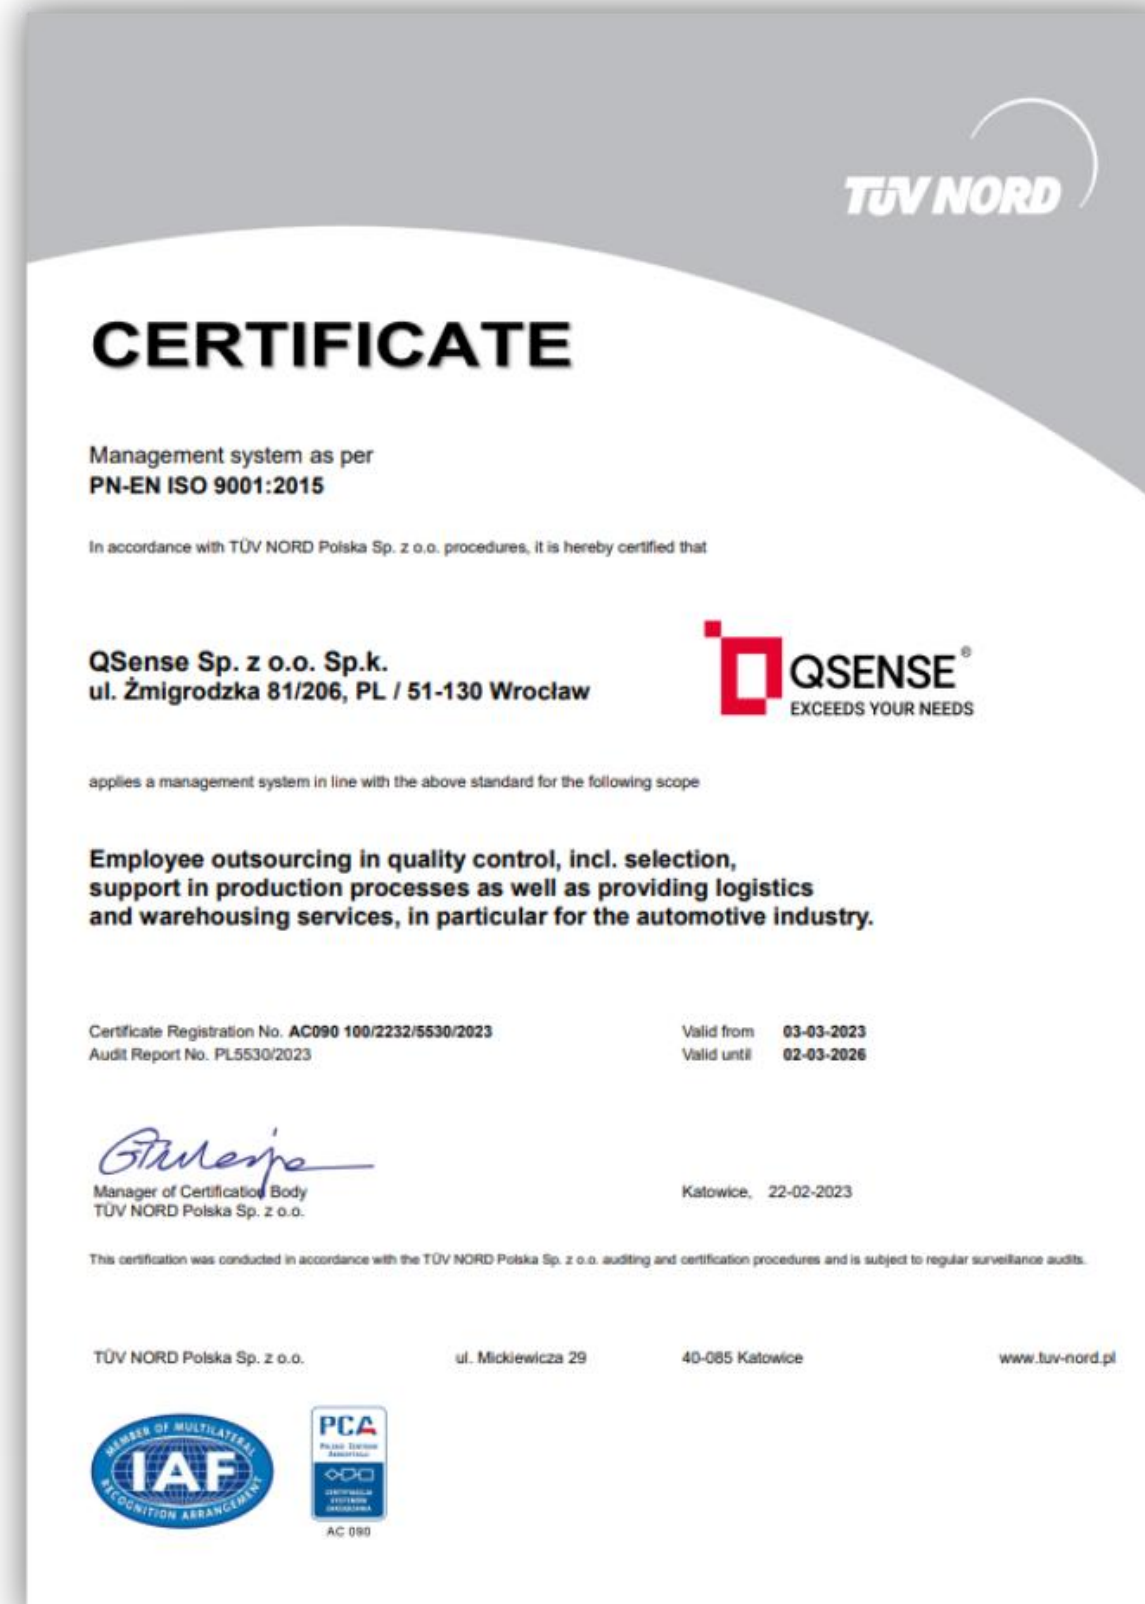 TÜV NORD
CERTIFICATE
Management system as per
PN-EN ISO 9001:2015
In accordance with TÜV NORD Polska Sp. z o.o. procedures, it is hereby certified that
QSense Sp. z o.o. Sp.k.
ul. Żmigrodzka 81/206, PL / 51-130 Wrocław
QSENSE®
EXCEEDS YOUR NEEDS
applies a management system in line with the above standard for the following scope
Employee outsourcing in quality control, incl. selection,
support in production processes as well as providing logistics
and warehousing services, in particular for the automotive industry.
Certificate Registration No. AC090 100/2232/5530/2023
Audit Report No. PL5530/2023
Valid from 03-03-2023
Valid until 02-03-2026
Manager of Certification Body
TÜV NORD Polska Sp. z o.o.
Katowice, 22-02-2023
This certification was conducted in accordance with the TÜV NORD Polska Sp. z o.o. auditing and certification procedures and is subject to regular surveillance audits.
TÜV NORD Polska Sp. z o.o. ul. Mickiewicza 29 40-085 Katowice www.tuv-nord.pl
MEMBER OF MULTILATERAL
IAF
RECOGNITION ARRANGEMENT
PCA
POLSKIE CENTRUM
AKREDYTACJI
CERTYFIKACJA
SYSTEMÓW
ZARZĄDZANIA
AC 090